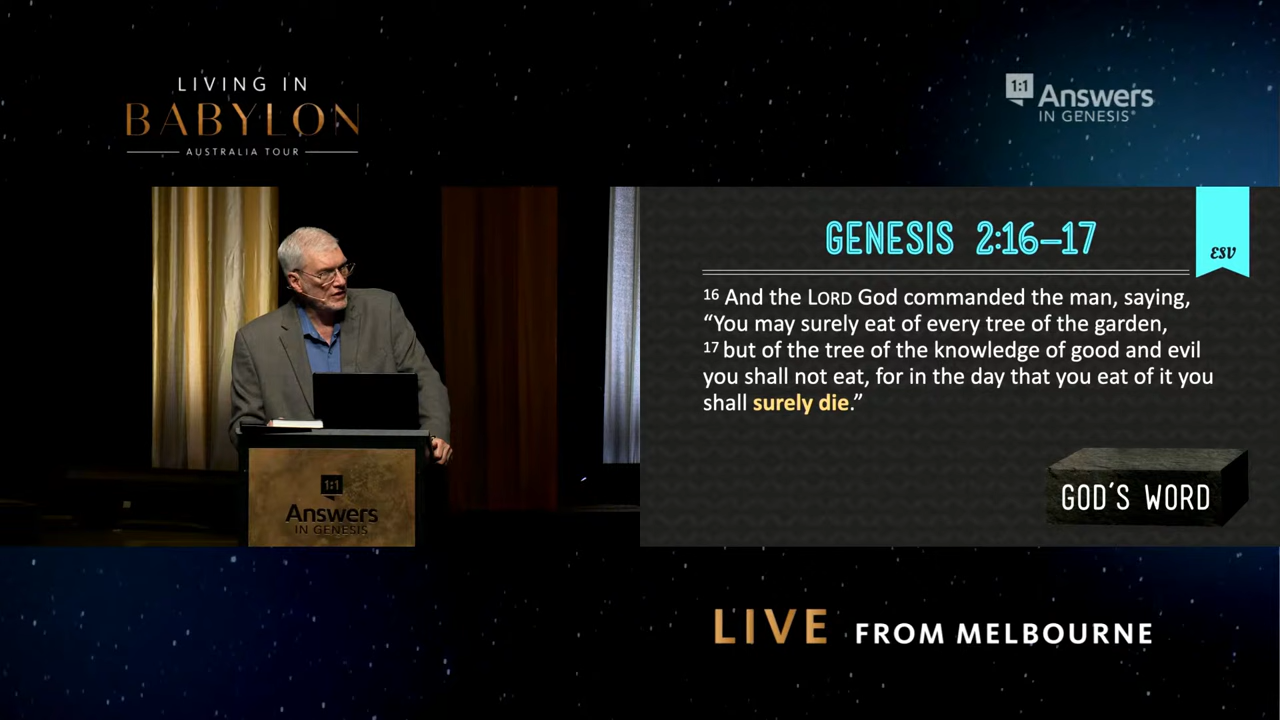 LIVING IN
BABYLON
AUSTRALIA TOUR
1:1
Answers
IN GENESIS®
GENESIS 2:16–17
ESV
16 And the LORD God commanded the man, saying,
“You may surely eat of every tree of the garden,
17 but of the tree of the knowledge of good and evil
you shall not eat, for in the day that you eat of it you
shall surely die.”
GOD'S WORD
1:1
Answers
IN GENESIS
LIVE FROM MELBOURNE